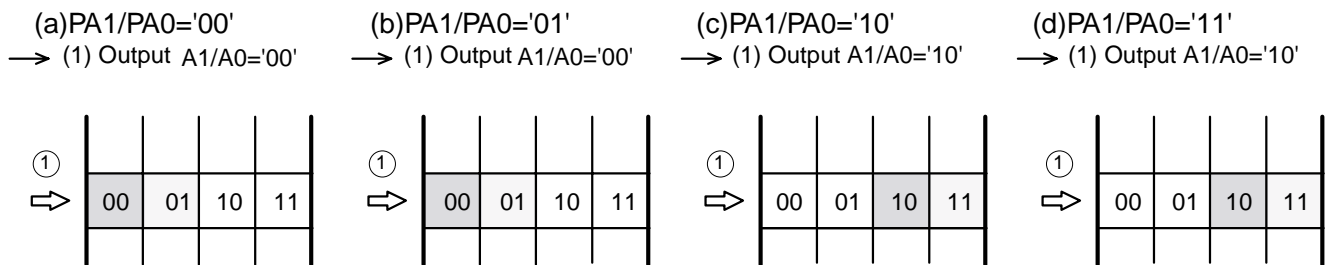 (a)PA1/PA0='00' (b)PA1/PA0='01' (c)PA1/PA0='10' (d)PA1/PA0='11'
(1) Output A1/A0='00' (1) Output A1/A0='00' (1) Output A1/A0='10' (1) Output A1/A0='10'
① ① ① ①
00 01 10 11 00 01 10 11 00 01 10 11 00 01 10 11